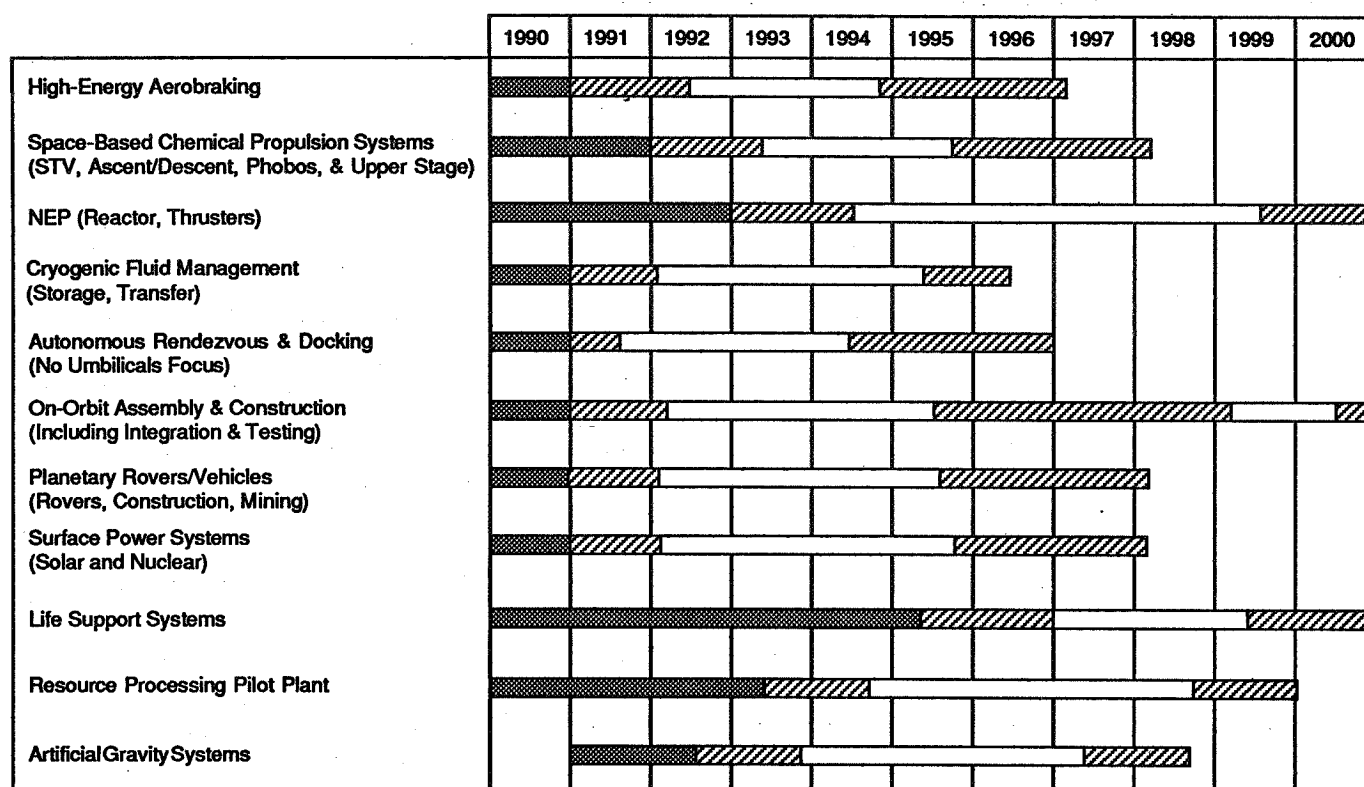 1990 1991 1992 1993 1994 1995 1996 1997 1998 1999 2000
High-Energy Aerobraking
Space-Based Chemical Propulsion Systems
(STV, Ascent/Descent, Phobos, & Upper Stage)
NEP (Reactor, Thrusters)
Cryogenic Fluid Management
(Storage, Transfer)
Autonomous Rendezvous & Docking
(No Umbilicals Focus)
On-Orbit Assembly & Construction
(Including Integration & Testing)
Planetary Rovers/Vehicles
(Rovers, Construction, Mining)
Surface Power Systems
(Solar and Nuclear)
Life Support Systems
Resource Processing Pilot Plant
Artificial Gravity Systems